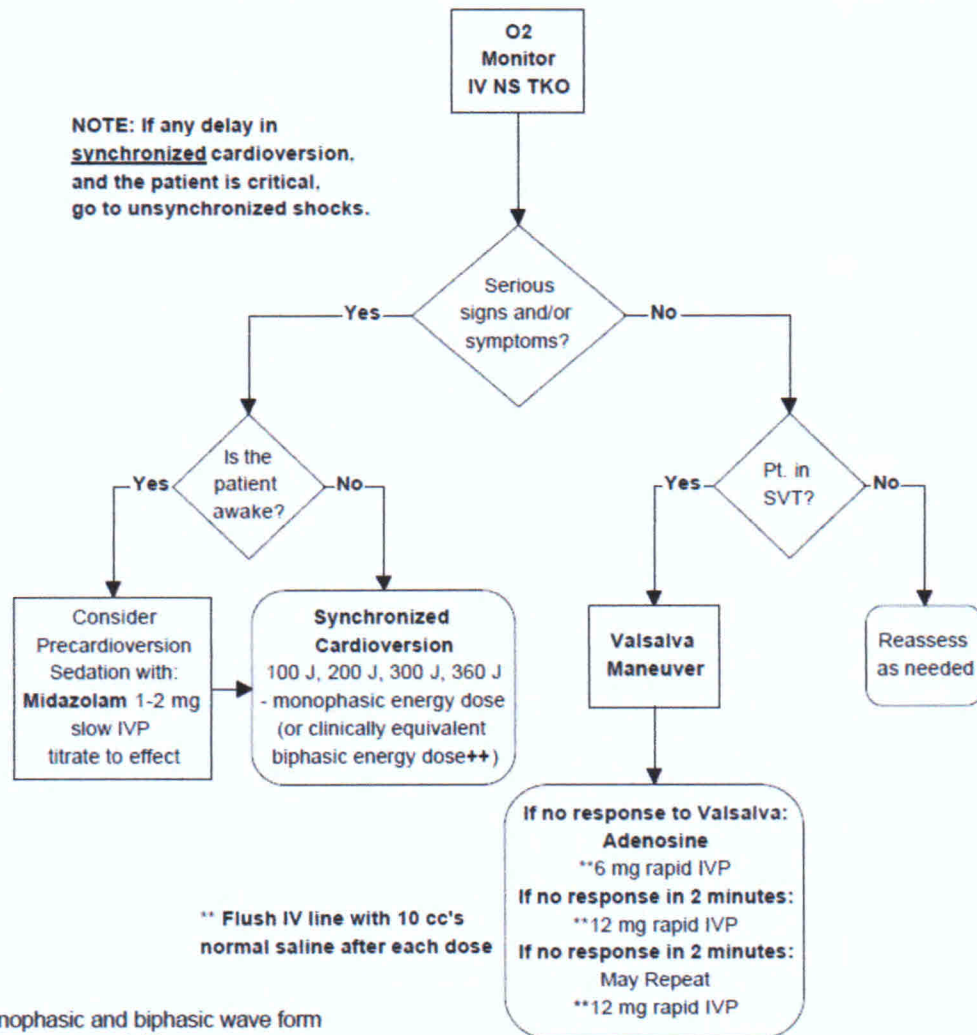 O2
Monitor
IV NS TKO
NOTE: If any delay in
synchronized cardioversion,
and the patient is critical,
go to unsynchronized shocks.
Serious
signs and/or
symptoms?
Yes
No
Is the
patient
awake?
Yes
No
Pt. in
SVT?
Yes
No
Consider
Precardioversion
Sedation with:
Midazolam 1-2 mg
slow IVP
titrate to effect
Synchronized
Cardioversion
100 J, 200 J, 300 J, 360 J
- monophasic energy dose
(or clinically equivalent
biphasic energy dose++)
Valsalva
Maneuver
Reassess
as needed
If no response to Valsalva:
Adenosine
**6 mg rapid IVP
If no response in 2 minutes:
**12 mg rapid IVP
If no response in 2 minutes:
May Repeat
**12 mg rapid IVP
** Flush IV line with 10 cc's
normal saline after each dose
nophasic and biphasic wave form